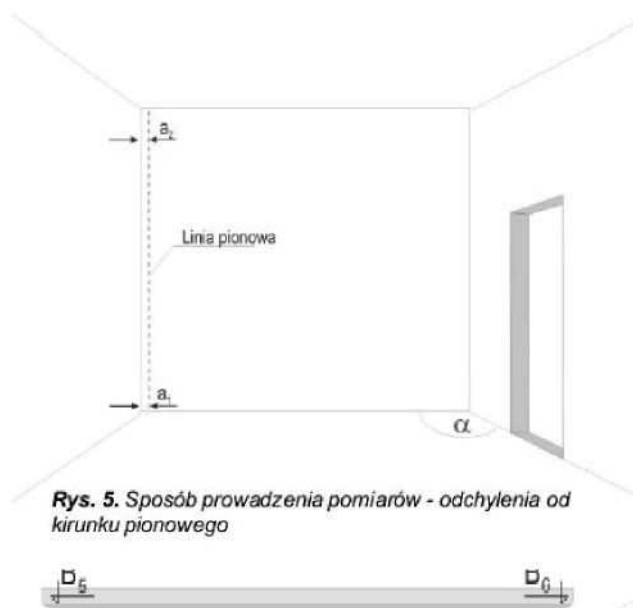 a2
Linia pionowa
a1
α
Rys. 5. Sposób prowadzenia pomiarów - odchylenia od
kirunku pionowego